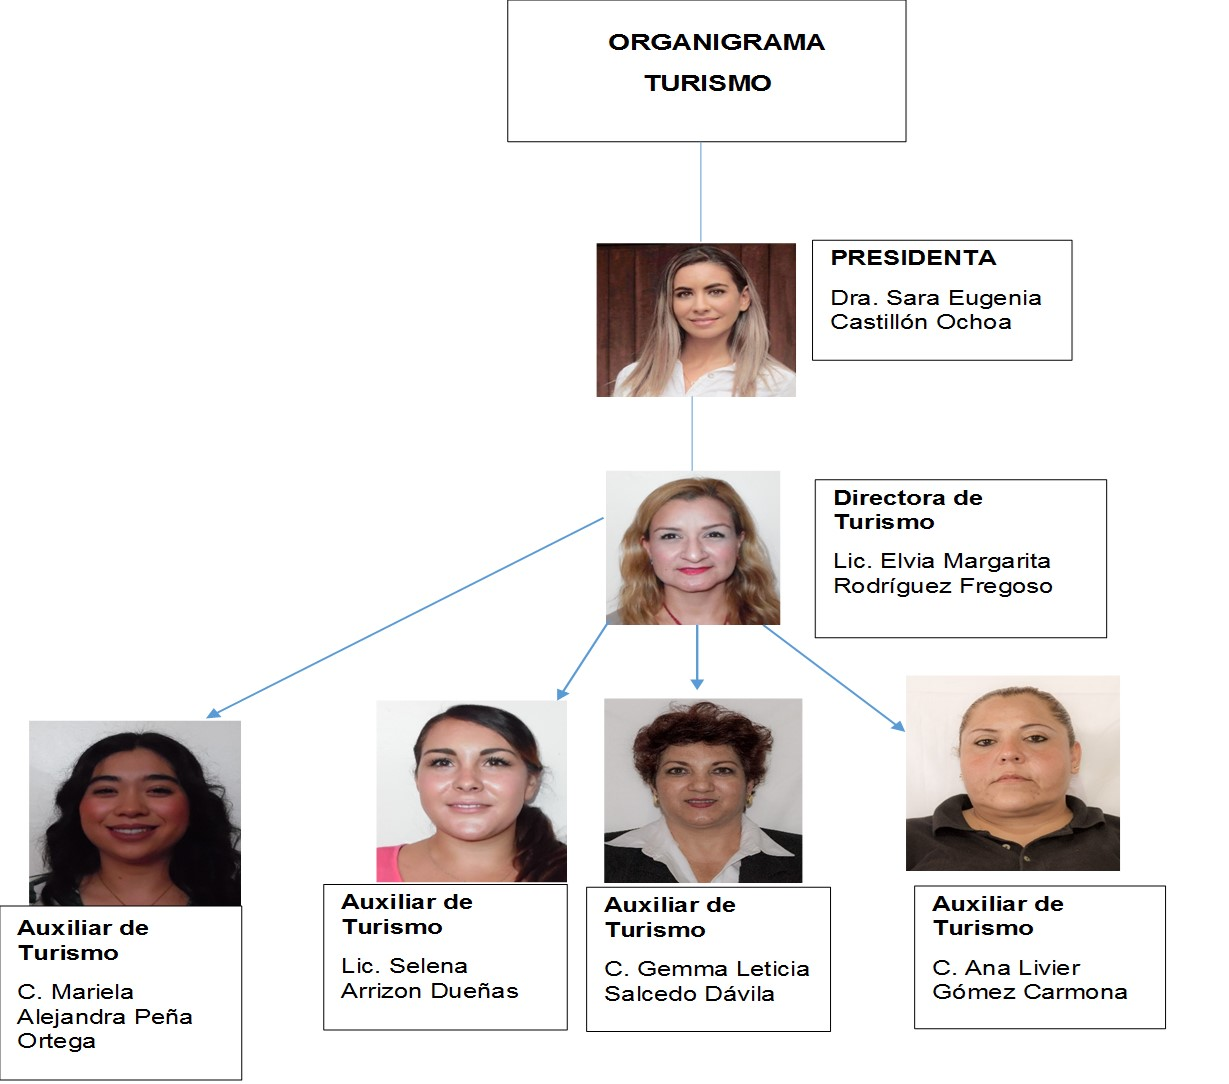 ORGANIGRAMA
TURISMO
PRESIDENTA
Dra. Sara Eugenia
Castillón Ochoa
Directora de
Turismo
Lic. Elvia Margarita
Rodríguez Fregoso
Auxiliar de
Turismo
C. Mariela
Alejandra Peña
Ortega
Auxiliar de
Turismo
Lic. Selena
Arrizon Dueñas
Auxiliar de
Turismo
C. Gemma Leticia
Salcedo Dávila
Auxiliar de
Turismo
C. Ana Livier
Gómez Carmona